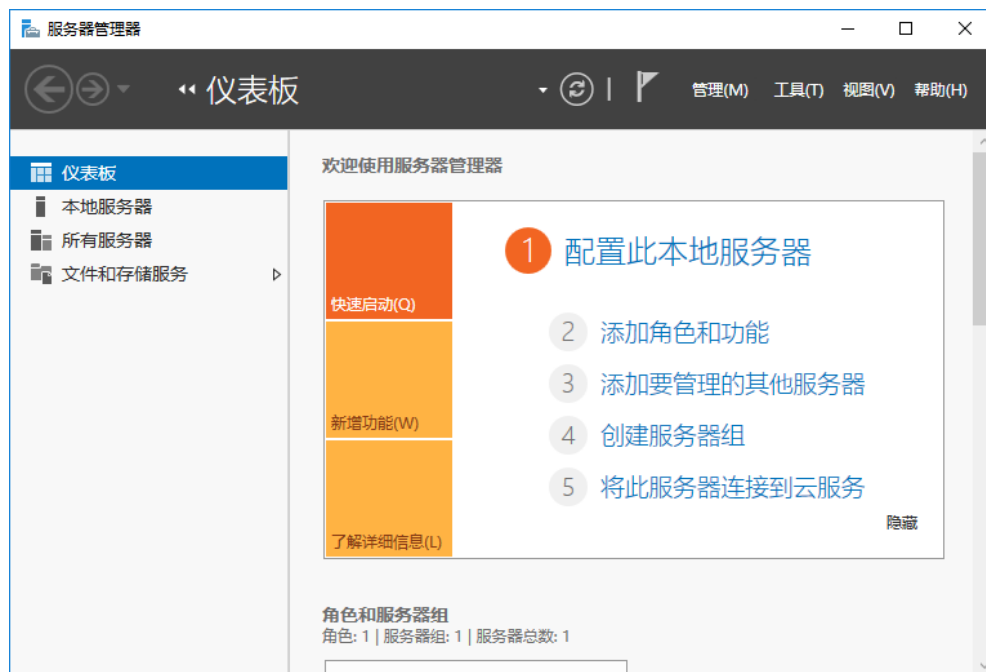 服务器管理器
仪表板
管理(M) 工具(T) 视图(V) 帮助(H)
仪表板
本地服务器
所有服务器
文件和存储服务
欢迎使用服务器管理器
快速启动(Q)
新增功能(W)
了解详细信息(L)
1 配置此本地服务器
2 添加角色和功能
3 添加要管理的其他服务器
4 创建服务器组
5 将此服务器连接到云服务
隐藏
角色和服务器组
角色: 1 | 服务器组: 1 | 服务器总数: 1